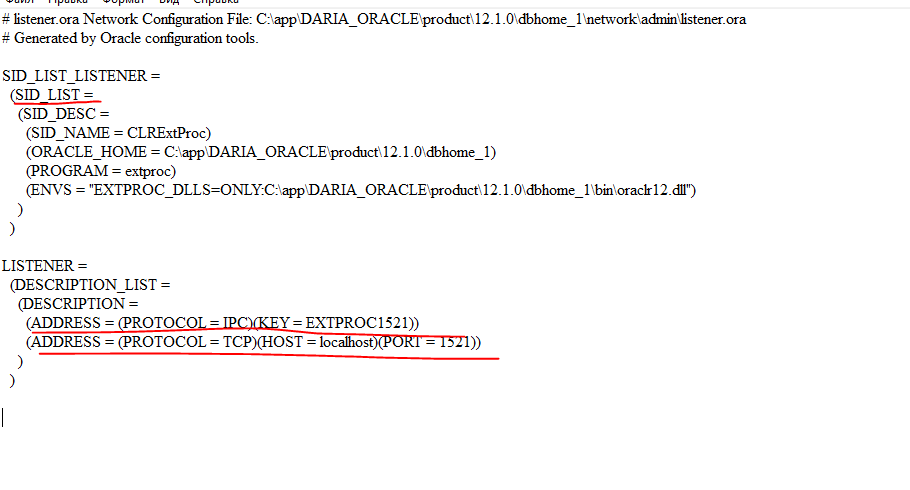 # listener.ora Network Configuration File: C:\app\DARIA_ORACLE\product\12.1.0\dbhome_1\network\admin\listener.ora
# Generated by Oracle configuration tools.
SID_LIST_LISTENER =
(SID_LIST =
(SID_DESC =
(SID_NAME = CLRExtProc)
(ORACLE_HOME = C:\app\DARIA_ORACLE\product\12.1.0\dbhome_1)
(PROGRAM = extproc)
(ENVS = "EXTPROC_DLLS=ONLY:C:\app\DARIA_ORACLE\product\12.1.0\dbhome_1\bin\oraclr12.dll")
)
)
LISTENER =
(DESCRIPTION_LIST =
(DESCRIPTION =
(ADDRESS = (PROTOCOL = IPC)(KEY = EXTPROC1521))
(ADDRESS = (PROTOCOL = TCP)(HOST = localhost)(PORT = 1521))
)
)